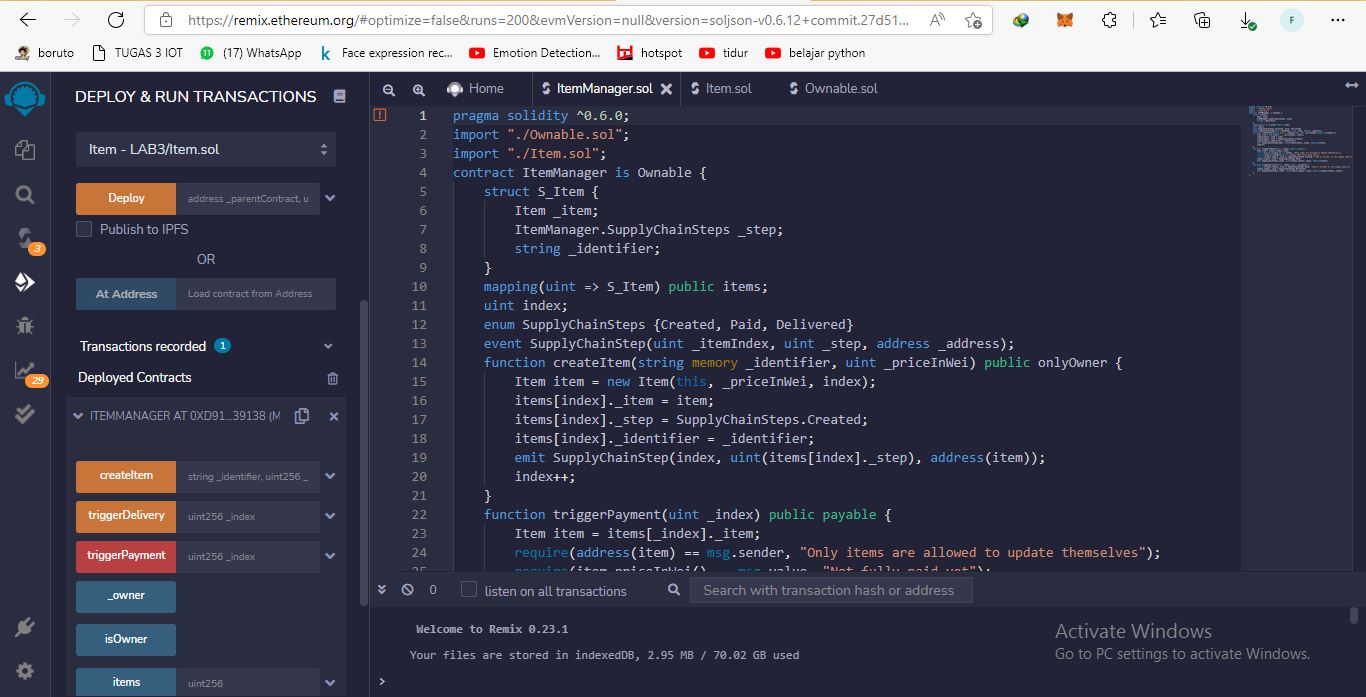 https://remix.ethereum.org/#optimize=false&runs=200&evmVersion=null&version=soljson-v0.6.12+commit.27d51...
F
boruto
TUGAS 3 IOT
11
(17) WhatsApp
Face expression rec...
Emotion Detection...
hotspot
tidur
belajar python
DEPLOY & RUN TRANSACTIONS
Item - LAB3/Item.sol
Deploy address _parentContract, u
Publish to IPFS
OR
At Address Load contract from Address
Transactions recorded 1
Deployed Contracts
ITEMMANAGER AT 0XD91...39138 (M
createItem string _identifier, uint256 _
triggerDelivery uint256 _index
triggerPayment uint256 _index
_owner
isOwner
items uint256
3
29
Home
ItemManager.sol
Item.sol
Ownable.sol
1 pragma solidity ^0.6.0;
2 import "./Ownable.sol";
3 import "./Item.sol";
4 contract ItemManager is Ownable {
5 struct S_Item {
6 Item _item;
7 ItemManager.SupplyChainSteps _step;
8 string _identifier;
9 }
10 mapping(uint => S_Item) public items;
11 uint index;
12 enum SupplyChainSteps {Created, Paid, Delivered}
13 event SupplyChainStep(uint _itemIndex, uint _step, address _address);
14 function createItem(string memory _identifier, uint _priceInWei) public onlyOwner {
15 Item item = new Item(this, _priceInWei, index);
16 items[index]._item = item;
17 items[index]._step = SupplyChainSteps.Created;
18 items[index]._identifier = _identifier;
19 emit SupplyChainStep(index, uint(items[index]._step), address(item));
20 index++;
21 }
22 function triggerPayment(uint _index) public payable {
23 Item item = items[_index]._item;
24 require(address(item) == msg.sender, "Only items are allowed to update themselves");
25 require(item.priceInWei() == msg.value, "Not fully paid yet");
0
listen on all transactions
Search with transaction hash or address
Welcome to Remix 0.23.1
Your files are stored in indexedDB, 2.95 MB / 70.02 GB used
>
Activate Windows
Go to PC settings to activate Windows.